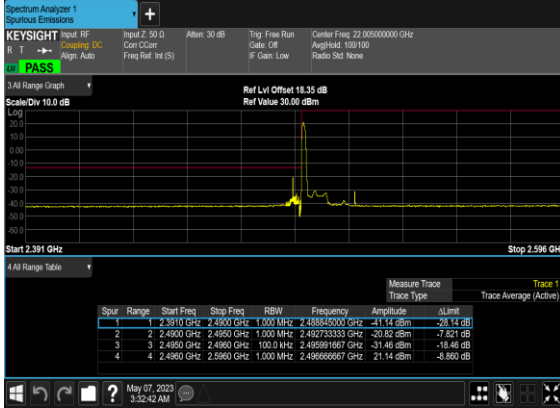 Spectrum Analyzer 1
Spurious Emissions
+
KEYSIGHT Input: RF Input Z: 50 Ω Atten: 30 dB Trig: Free Run Center Freq: 22.005000000 GHz
R T Coupling: DC Corr CCorr Gate: Off Avg|Hold: 100/100
Align: Auto Freq Ref: Int (S) IF Gain: Low Radio Std: None
LXI PASS
3 All Range Graph
Ref Lvl Offset 18.35 dB
Scale/Div 10.0 dB Ref Value 30.00 dBm
Log
20.0
10.0
0.00
-10.0
-20.0
-30.0
-40.0
-50.0
-60.0
Start 2.391 GHz Stop 2.596 GH
4 All Range Table
Measure Trace Trace 1
Trace Type Trace Average (Active)
Spur Range Start Freq Stop Freq RBW Frequency Amplitude ΔLimit
1 1 2.3910 GHz 2.4900 GHz 1.000 MHz 2.488845000 GHz -41.14 dBm -28.14 dB
2 2 2.4900 GHz 2.4950 GHz 1.000 MHz 2.492733333 GHz -20.82 dBm -7.821 dB
3 3 2.4950 GHz 2.4960 GHz 100.0 kHz 2.495991667 GHz -31.46 dBm -18.46 dB
4 4 2.4960 GHz 2.5960 GHz 1.000 MHz 2.496666667 GHz 21.14 dBm -8.860 dB
? May 07, 2023
3:32:42 AM